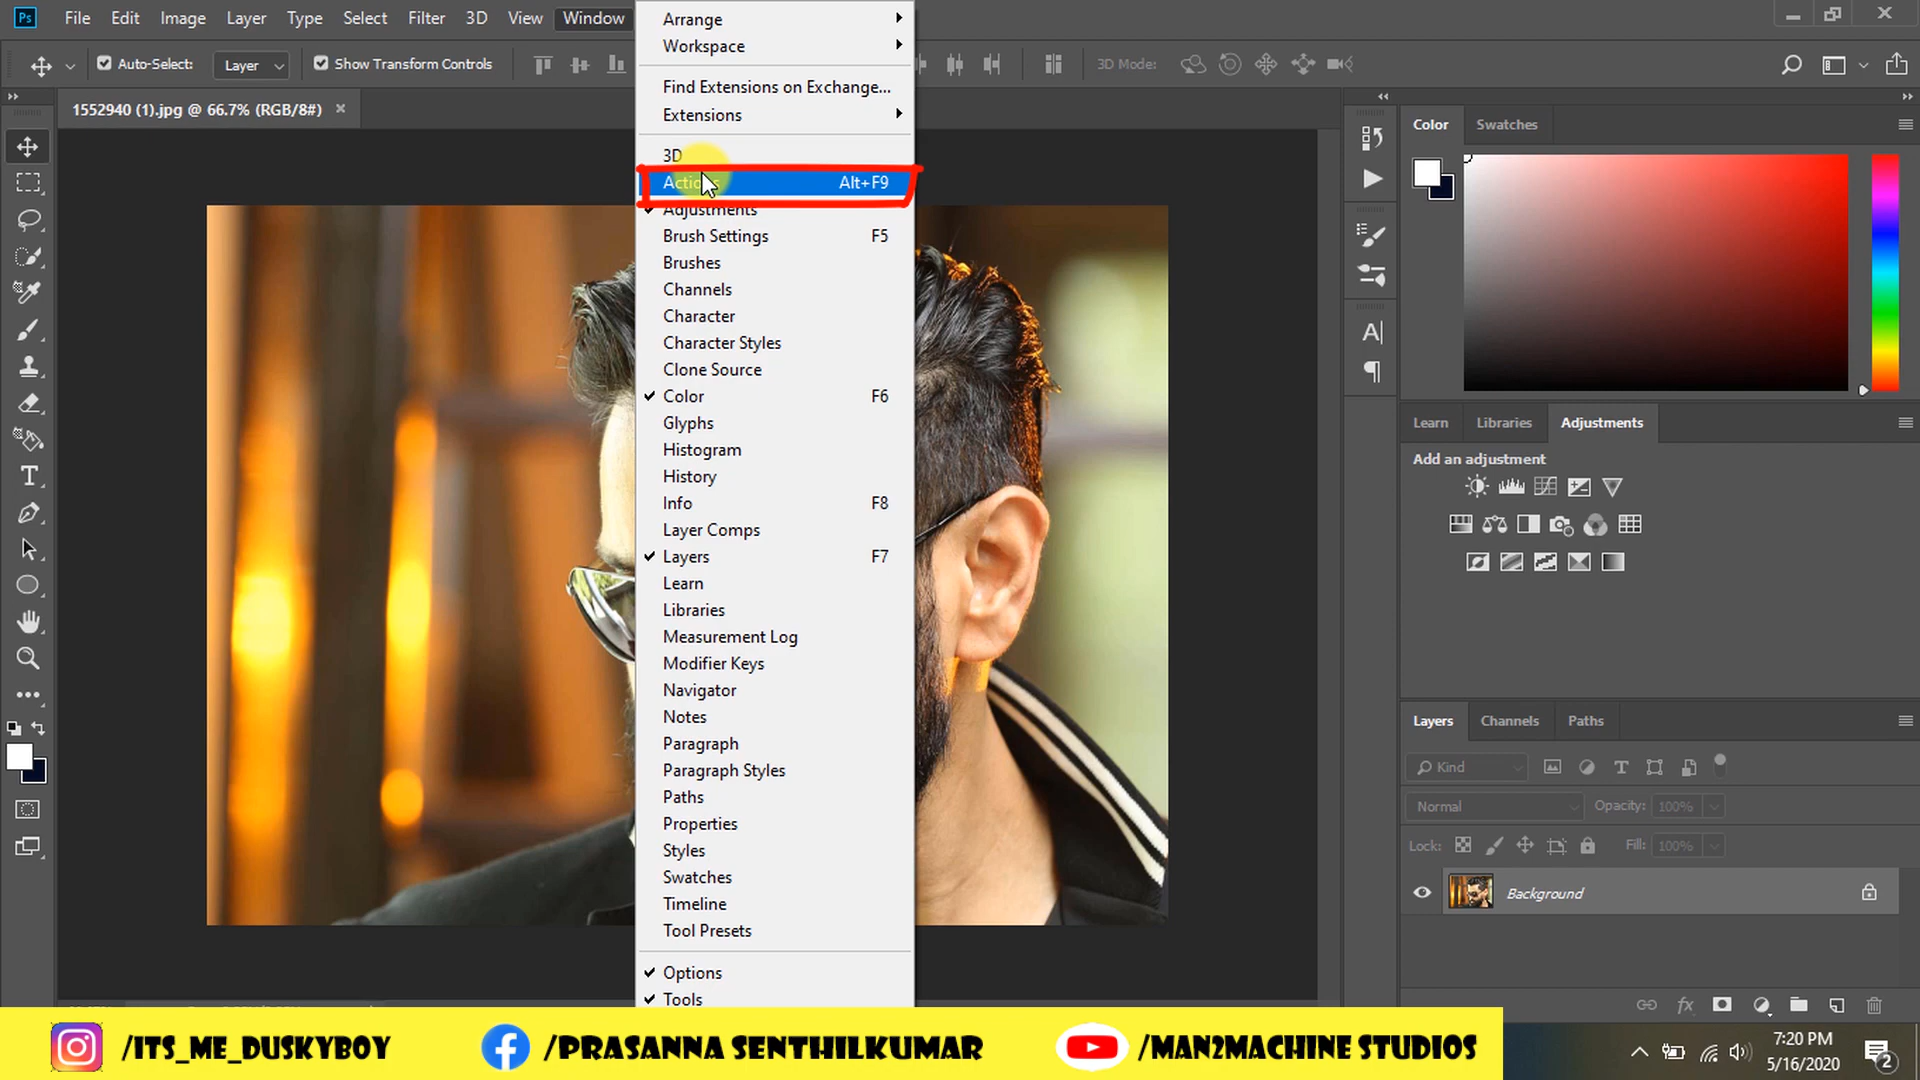 Ps File Edit Image Layer Type Select Filter 3D View Window
Auto-Select: Layer Show Transform Controls 3D Mode:
1552940 (1).jpg @ 66.7% (RGB/8#) ×
Arrange
Workspace
Find Extensions on Exchange...
Extensions
3D
Actions Alt+F9
Adjustments
Brush Settings F5
Brushes
Channels
Character
Character Styles
Clone Source
Color F6
Glyphs
Histogram
History
Info F8
Layer Comps
Layers F7
Learn
Libraries
Measurement Log
Modifier Keys
Navigator
Notes
Paragraph
Paragraph Styles
Paths
Properties
Styles
Swatches
Timeline
Tool Presets
Options
Tools
Color Swatches
Learn Libraries Adjustments
Add an adjustment
Layers Channels Paths
Kind
Normal Opacity: 100%
Lock: Fill: 100%
Background
/ITS_ME_DUSKYBOY /PRASANNA SENTHILKUMAR /MAN2MACHINE STUDIOS
7:20 PM
5/16/2020
2